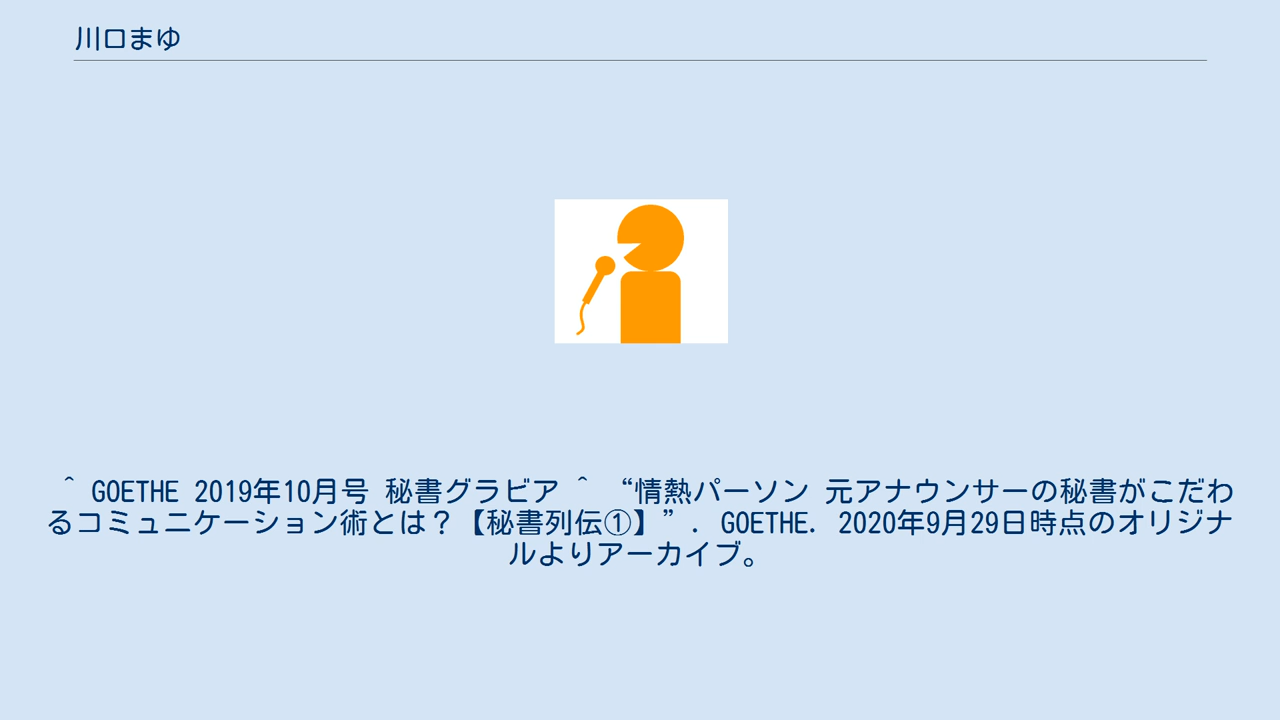 川口まゆ
^ GOETHE 2019年10月号 秘書グラビア ^ “情熱パーソン 元アナウンサーの秘書がこだわ
るコミュニケーション術とは？【秘書列伝①】”. GOETHE. 2020年9月29日時点のオリジナ
ルよりアーカイブ。